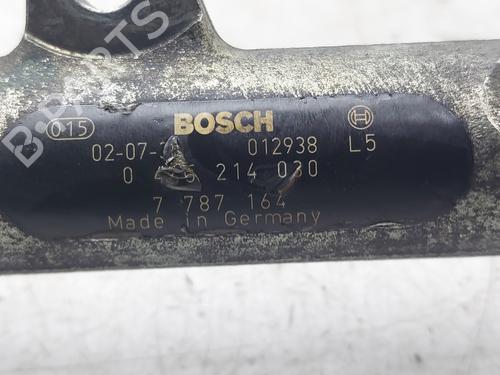 B-PARTS
015 BOSCH
02-07- 012938 L5
0 214 030
7 787 164
Made in Germany